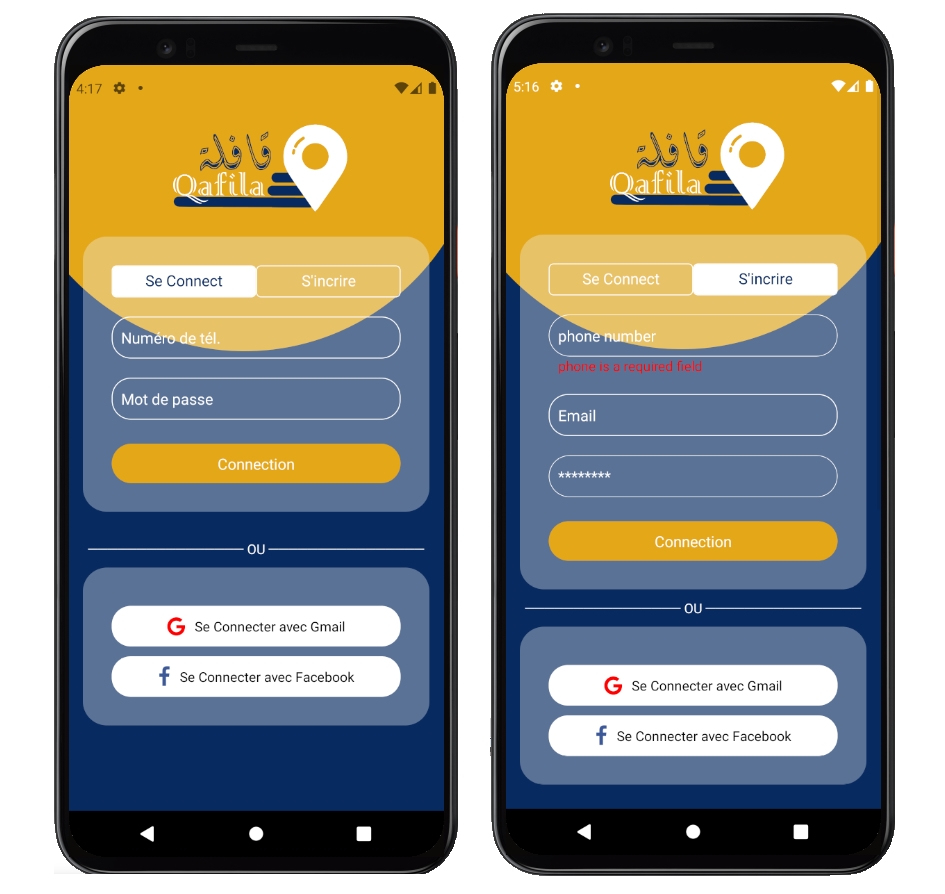 4:17
قافلة
Qafila
Se Connect
S'incrire
Numéro de tél.
Mot de passe
Connection
OU
Se Connecter avec Gmail
Se Connecter avec Facebook
5:16
قافلة
Qafila
Se Connect
S'incrire
phone number
phone is a required field
Email
********
Connection
OU
Se Connecter avec Gmail
Se Connecter avec Facebook